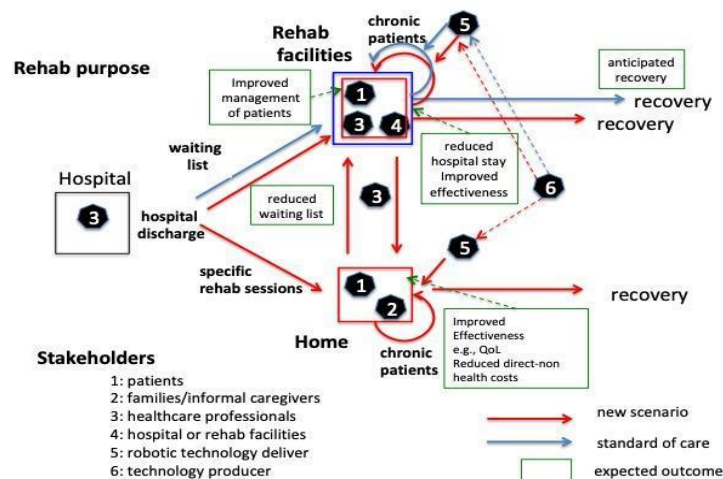 chronic
patients
5
Rehab
facilities
Rehab purpose
anticipated
recovery
Improved
management
of patients
1
3
4
recovery
recovery
waiting
list
reduced
hospital stay
Improved
effectiveness
Hospital
3
hospital
discharge
reduced
waiting list
3
6
5
specific
rehab sessions
1
2
recovery
Home
chronic
patients
Improved
Effectiveness
e.g., QoL
Reduced direct-non
health costs
Stakeholders
1: patients
2: families/informal caregivers
3: healthcare professionals
4: hospital or rehab facilities
5: robotic technology deliver
6: technology producer
new scenario
standard of care
expected outcome